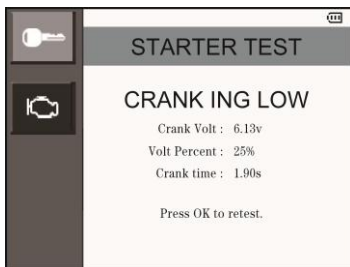 STARTER TEST
CRANK ING LOW
Crank Volt : 6.13v
Volt Percent : 25%
Crank time : 1.90s
Press OK to retest.